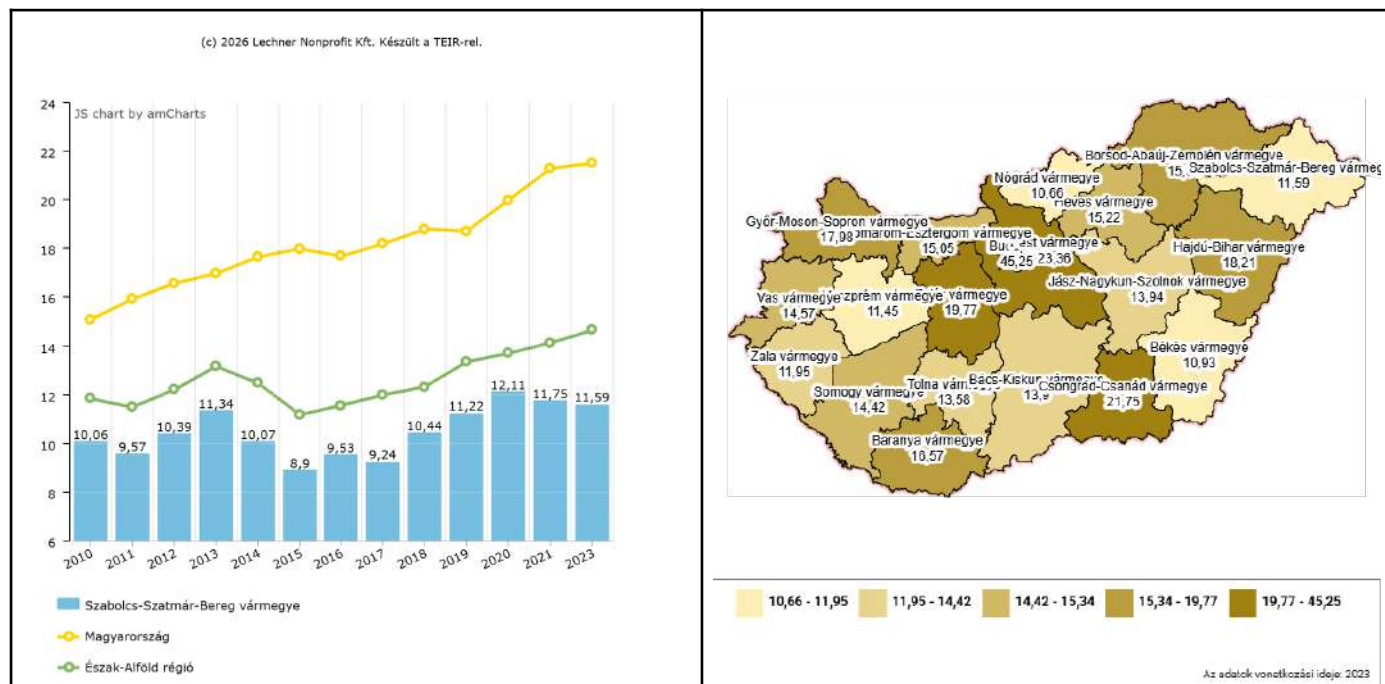 (c) 2026 Lechner Nonprofit Kft. Készült a TEIR-rel.
JS chart by amCharts
24
22
20
18
16
14
12
10
8
6
10,06
9,57
10,39
11,34
10,07
8,9
9,53
9,24
10,44
11,22
12,11
11,75
11,59
2010
2011
2012
2013
2014
2015
2016
2017
2018
2019
2020
2021
2023
Szabolcs-Szatmár-Bereg vármegye
Magyarország
Észak-Alföld régió
Borsod-Abaúj-Zemplén vármegye
Szabolcs-Szatmár-Bereg
11,59
Nógrád vármegye
10,66
Heves vármegye
15,22
Győr-Moson-Sopron vármegye
17,98
vármegye
15,05
vármegye
45,25
23,36
Hajdú-Bihar vármegye
18,21
Jász-Nagykun-Szolnok vármegye
13,94
Vas vármegye
14,57
vármegye
11,45
vármegye
19,77
Békés vármegye
10,93
Zala vármegye
11,95
Somogy vármegye
14,42
Tolna
13,58
Bács-Kiskun
13,9
Csongrád-Csanád vármegye
21,75
Baranya vármegye
16,57
10,66 - 11,95
11,95 - 14,42
14,42 - 15,34
15,34 - 19,77
19,77 - 45,25
Az adatok vonatkozási ideje: 2023